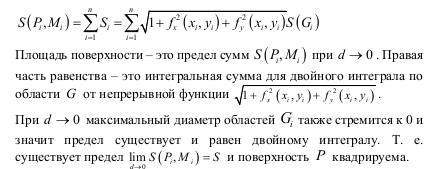 S(P_i, M_i) = \sum_{i=1}^{n} S_i = \sum_{i=1}^{n} \sqrt{1 + f_x^2(x_i, y_i) + f_y^2(x_i, y_i)} S(G_i)
Площадь поверхности – это предел сумм S(P_i, M_i) при d → 0. Правая
часть равенства – это интегральная сумма для двойного интеграла по
области G от непрерывной функции \sqrt{1 + f_x^2(x_i, y_i) + f_y^2(x_i, y_i)}.
При d → 0 максимальный диаметр областей G_i также стремится к 0 и
значит предел существует и равен двойному интегралу. Т. е.
существует предел \lim_{d→0} S(P_i, M_i) = S и поверхность P квадрируема.